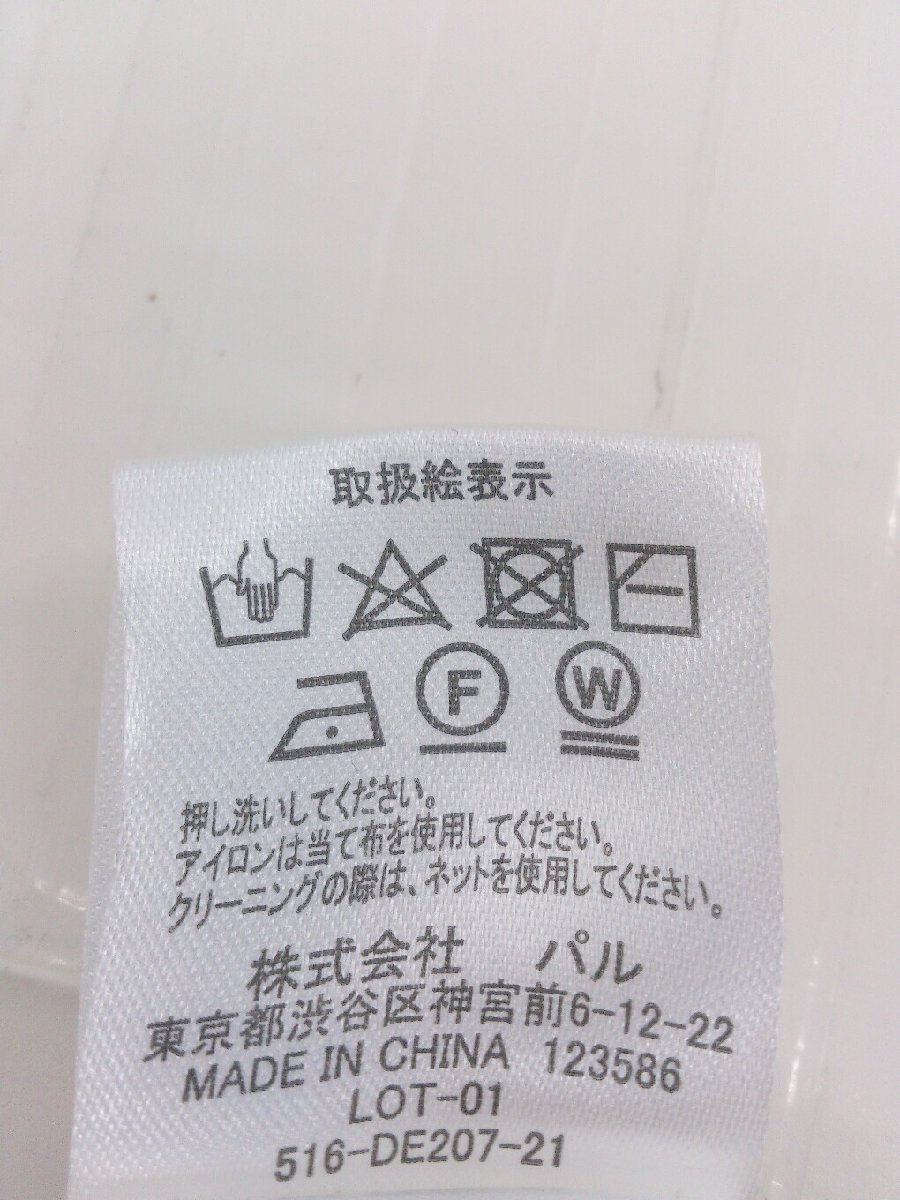 取扱絵表示
F W
押し洗いしてください。
アイロンは当て布を使用してください。
クリーニングの際は、ネットを使用してください。
株式会社　パル
東京都渋谷区神宮前6-12-22
MADE IN CHINA 123586
LOT-01
516-DE207-21